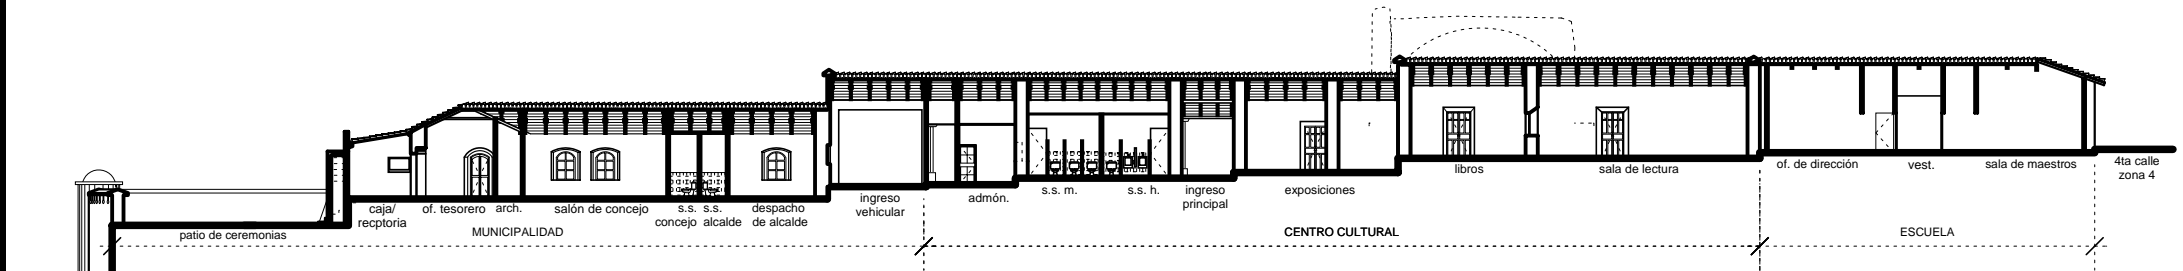 patio de ceremonias
caja/
recptoria
of. tesorero
arch.
salón de concejo
s.s.
concejo
s.s.
alcalde
despacho
de alcalde
ingreso
vehicular
admón.
s.s. m.
s.s. h.
ingreso
principal
exposiciones
libros
sala de lectura
of. de dirección
vest.
sala de maestros
4ta calle
zona 4
MUNICIPALIDAD
CENTRO CULTURAL
ESCUELA